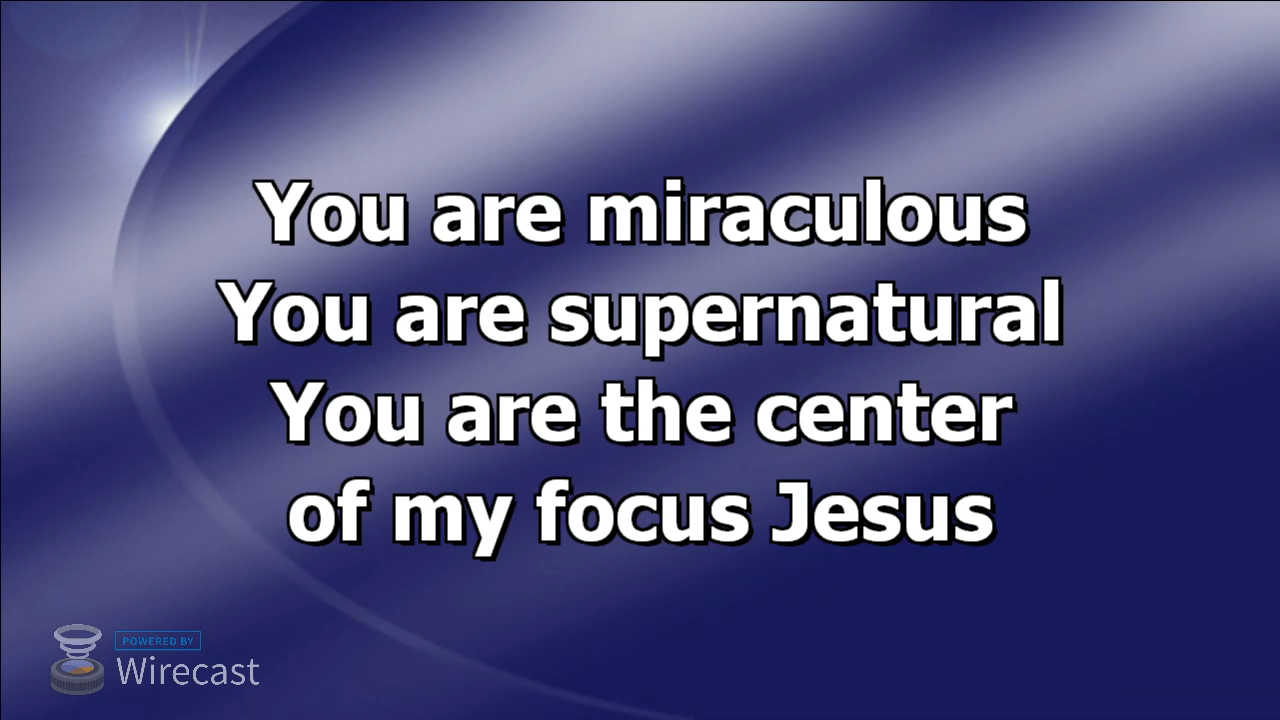 You are miraculous
You are supernatural
You are the center
of my focus Jesus
POWERED BY
Wirecast